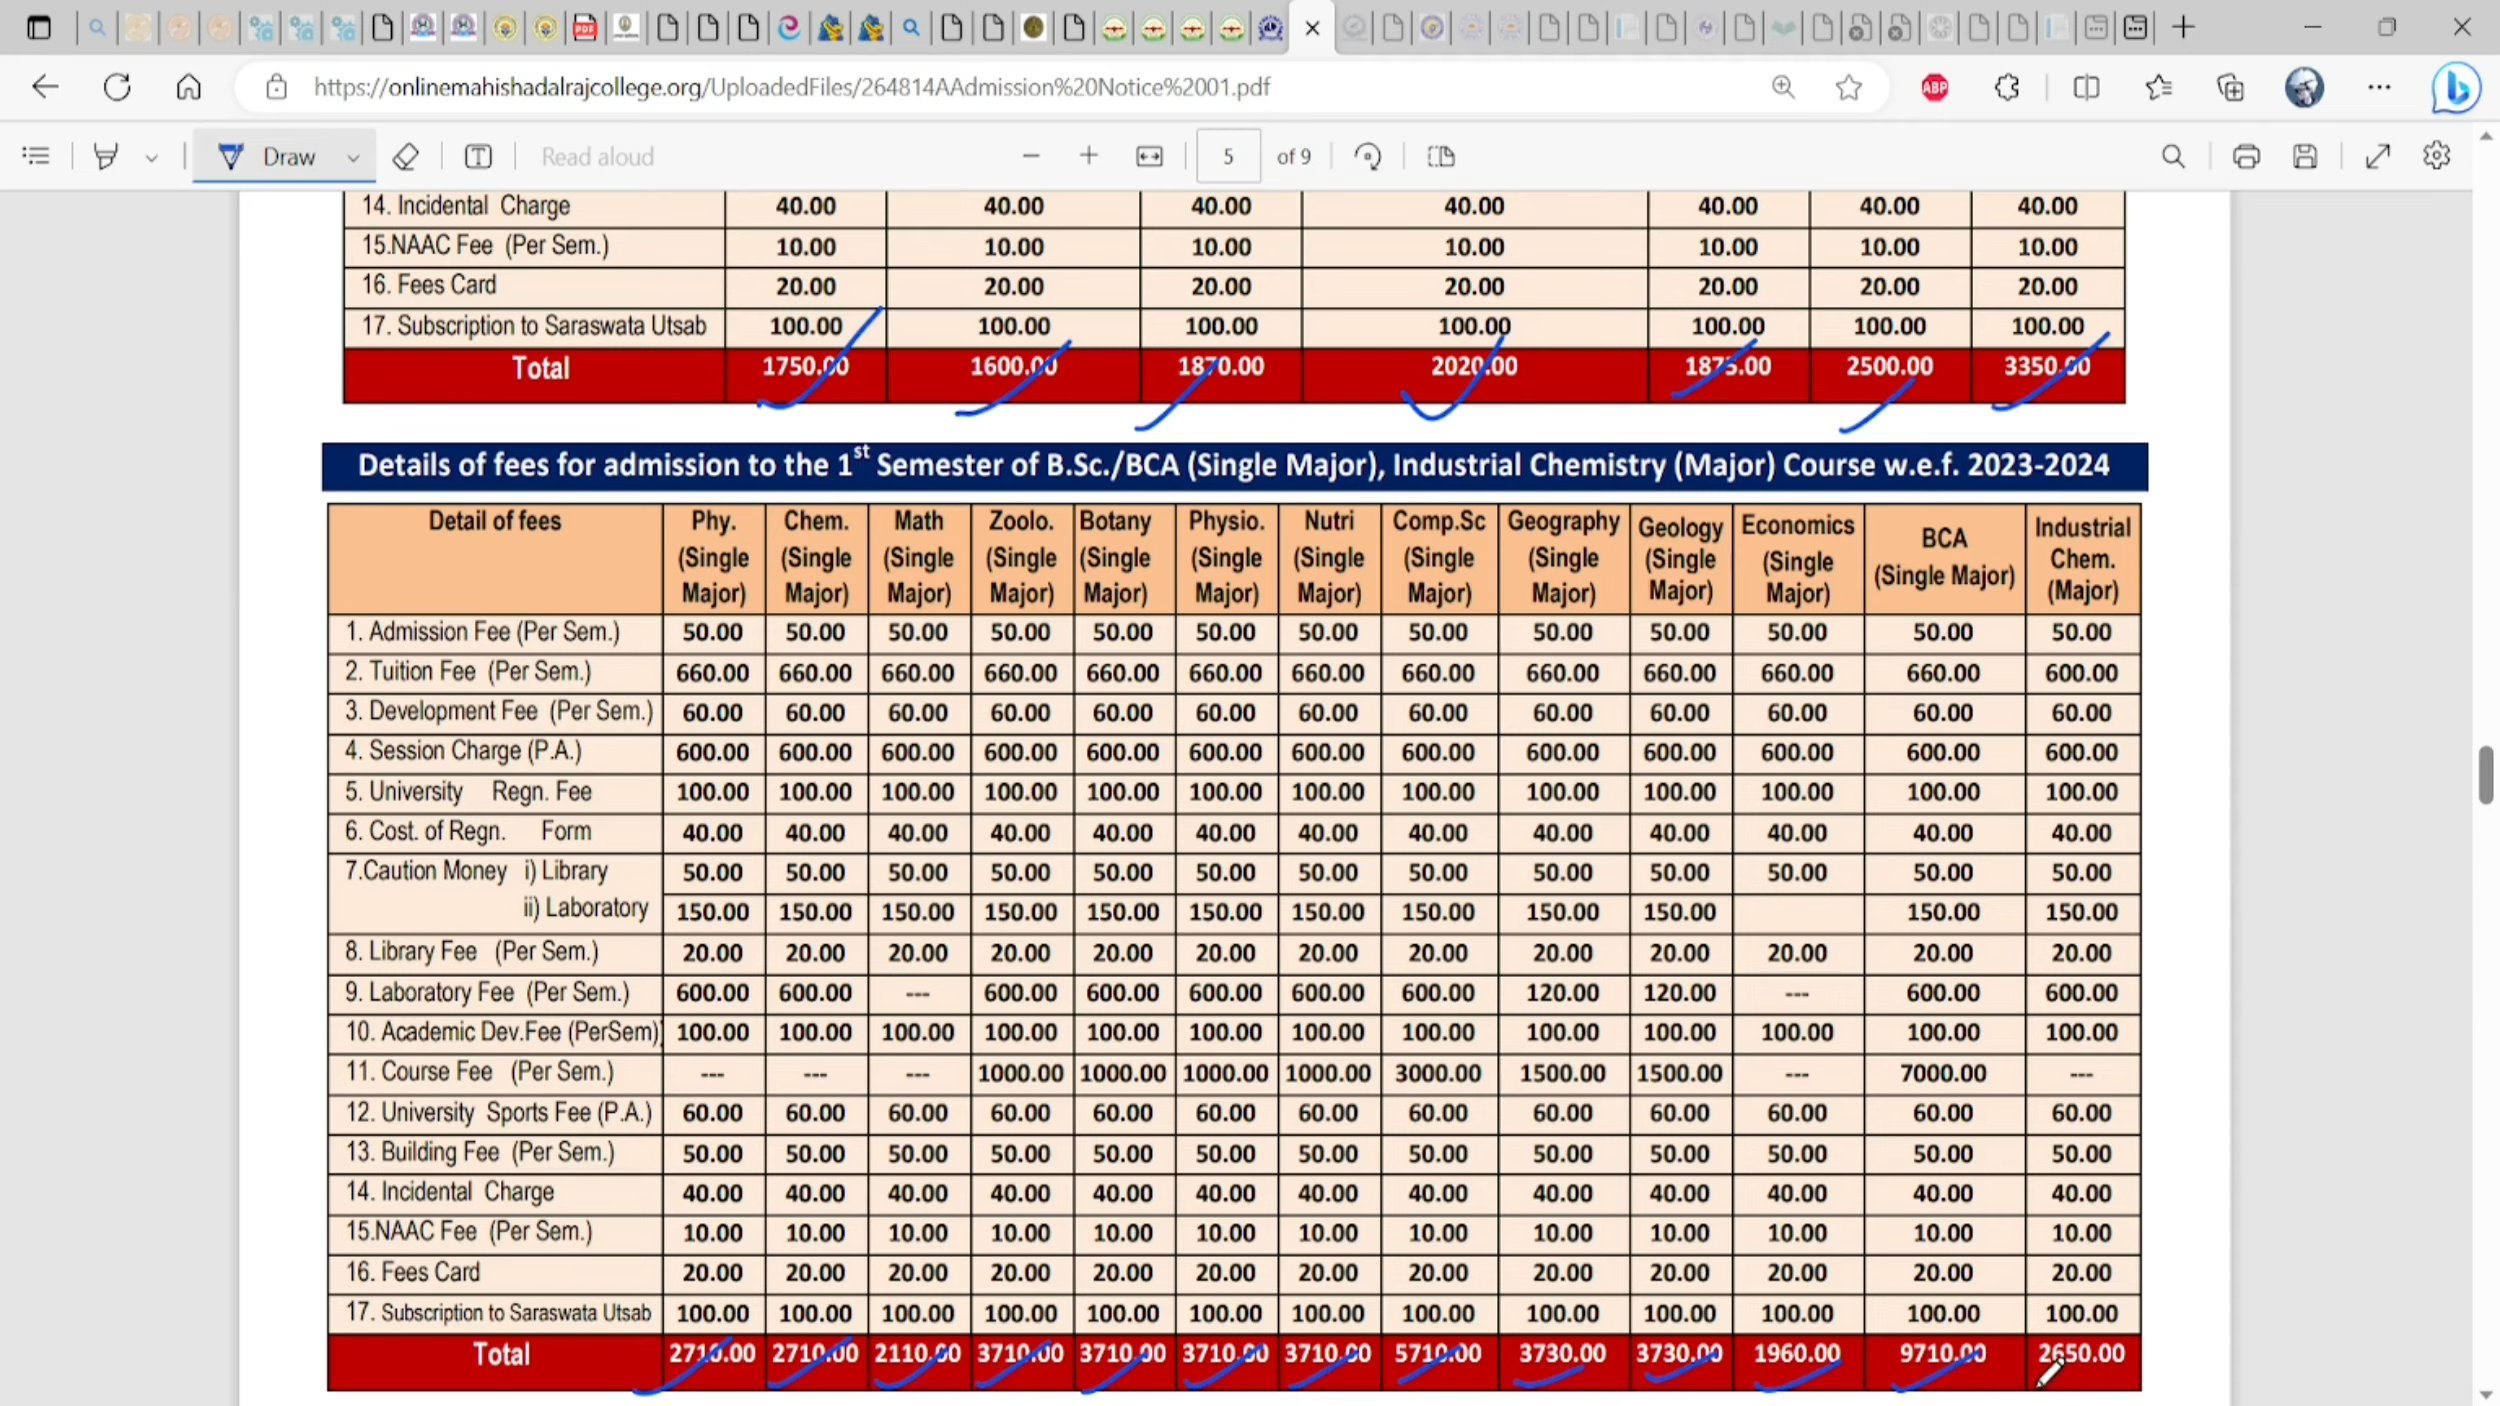 https://onlinemahishadalrajcollege.org/UploadedFiles/264814AAdmission%20Notice%2001.pdf
ABP
Draw
Read aloud
5 of 9
14. Incidental Charge 40.00 40.00 40.00 40.00 40.00 40.00 40.00
15.NAAC Fee (Per Sem.) 10.00 10.00 10.00 10.00 10.00 10.00 10.00
16. Fees Card 20.00 20.00 20.00 20.00 20.00 20.00 20.00
17. Subscription to Saraswata Utsab 100.00 100.00 100.00 100.00 100.00 100.00 100.00
Total 1750.00 1600.00 1870.00 2020.00 1875.00 2500.00 3350.00
Details of fees for admission to the 1st Semester of B.Sc./BCA (Single Major), Industrial Chemistry (Major) Course w.e.f. 2023-2024
Detail of fees Phy. (Single Major) Chem. (Single Major) Math (Single Major) Zoolo. (Single Major) Botany (Single Major) Physio. (Single Major) Nutri (Single Major) Comp.Sc (Single Major) Geography (Single Major) Geology (Single Major) Economics (Single Major) BCA (Single Major) Industrial Chem. (Major)
1. Admission Fee (Per Sem.) 50.00 50.00 50.00 50.00 50.00 50.00 50.00 50.00 50.00 50.00 50.00 50.00 50.00
2. Tuition Fee (Per Sem.) 660.00 660.00 660.00 660.00 660.00 660.00 660.00 660.00 660.00 660.00 660.00 660.00 600.00
3. Development Fee (Per Sem.) 60.00 60.00 60.00 60.00 60.00 60.00 60.00 60.00 60.00 60.00 60.00 60.00 60.00
4. Session Charge (P.A.) 600.00 600.00 600.00 600.00 600.00 600.00 600.00 600.00 600.00 600.00 600.00 600.00 600.00
5. University Regn. Fee 100.00 100.00 100.00 100.00 100.00 100.00 100.00 100.00 100.00 100.00 100.00 100.00 100.00
6. Cost. of Regn. Form 40.00 40.00 40.00 40.00 40.00 40.00 40.00 40.00 40.00 40.00 40.00 40.00 40.00
7.Caution Money i) Library 50.00 50.00 50.00 50.00 50.00 50.00 50.00 50.00 50.00 50.00 50.00 50.00 50.00
ii) Laboratory 150.00 150.00 150.00 150.00 150.00 150.00 150.00 150.00 150.00 150.00 150.00 150.00
8. Library Fee (Per Sem.) 20.00 20.00 20.00 20.00 20.00 20.00 20.00 20.00 20.00 20.00 20.00 20.00 20.00
9. Laboratory Fee (Per Sem.) 600.00 600.00 --- 600.00 600.00 600.00 600.00 600.00 120.00 120.00 --- 600.00 600.00
10. Academic Dev.Fee (PerSem) 100.00 100.00 100.00 100.00 100.00 100.00 100.00 100.00 100.00 100.00 100.00 100.00 100.00
11. Course Fee (Per Sem.) --- --- --- 1000.00 1000.00 1000.00 1000.00 3000.00 1500.00 1500.00 --- 7000.00 ---
12. University Sports Fee (P.A.) 60.00 60.00 60.00 60.00 60.00 60.00 60.00 60.00 60.00 60.00 60.00 60.00 60.00
13. Building Fee (Per Sem.) 50.00 50.00 50.00 50.00 50.00 50.00 50.00 50.00 50.00 50.00 50.00 50.00 50.00
14. Incidental Charge 40.00 40.00 40.00 40.00 40.00 40.00 40.00 40.00 40.00 40.00 40.00 40.00 40.00
15.NAAC Fee (Per Sem.) 10.00 10.00 10.00 10.00 10.00 10.00 10.00 10.00 10.00 10.00 10.00 10.00 10.00
16. Fees Card 20.00 20.00 20.00 20.00 20.00 20.00 20.00 20.00 20.00 20.00 20.00 20.00 20.00
17. Subscription to Saraswata Utsab 100.00 100.00 100.00 100.00 100.00 100.00 100.00 100.00 100.00 100.00 100.00 100.00 100.00
Total 2710.00 2710.00 2110.00 3710.00 3710.00 3710.00 3710.00 5710.00 3730.00 3730.00 1960.00 9710.00 2650.00